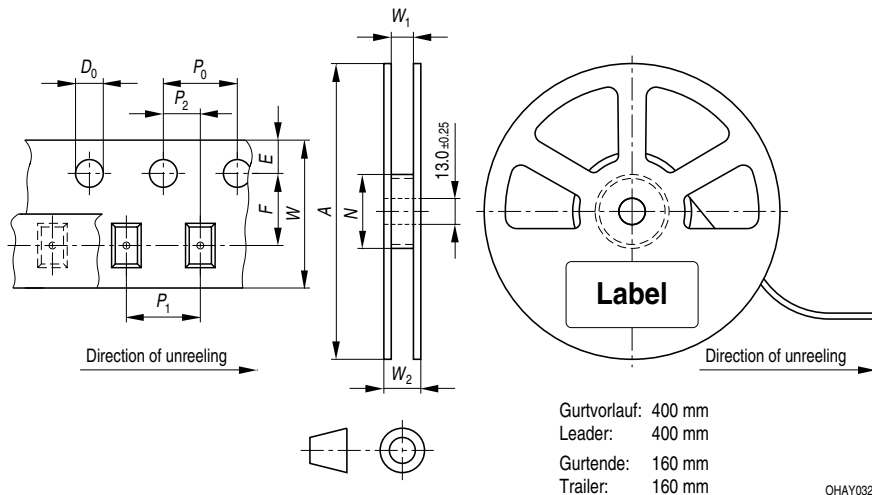 W1
D0
P0
P2
E
F
W
A
N
13.0 ±0.25
P1
Label
Direction of unreeling
W2
Direction of unreeling
Gurtvorlauf: 400 mm
Leader: 400 mm
Gurtende: 160 mm
Trailer: 160 mm
OHAY032